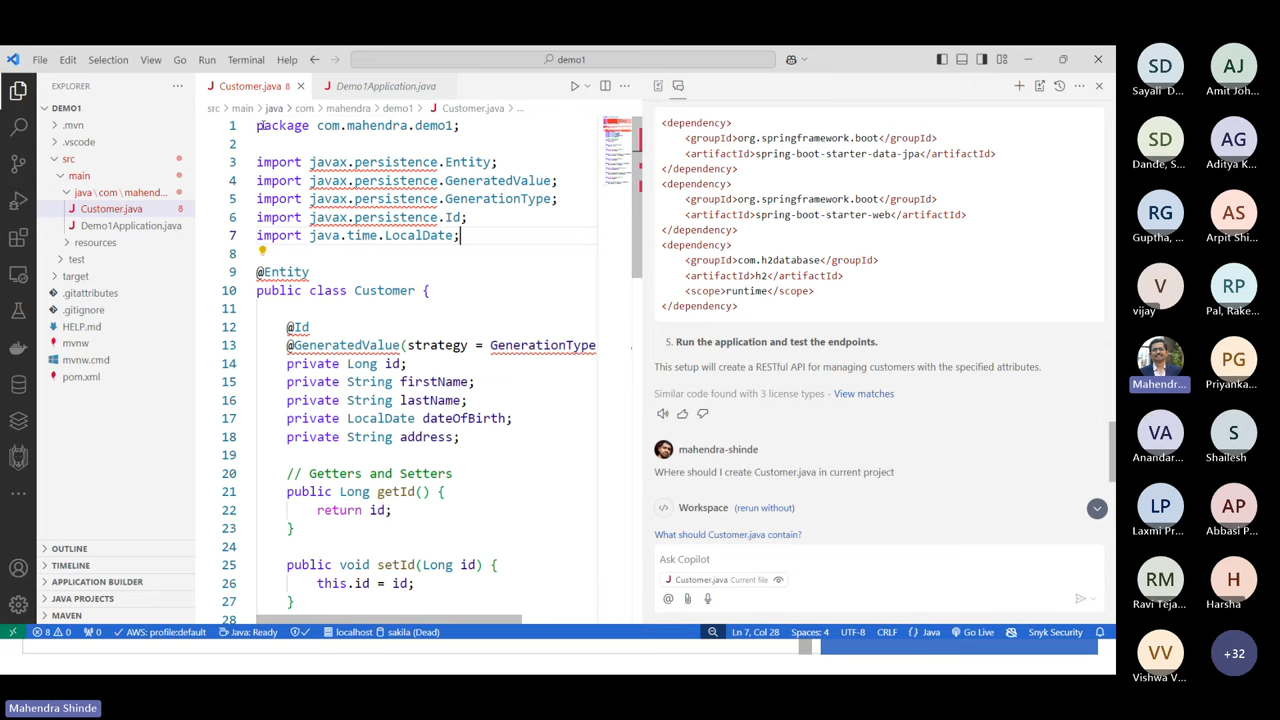 File Edit Selection View Go Run Terminal Help
demo1
EXPLORER
DEMO1
.mvn
.vscode
src
main
java\com\mahend...
Customer.java 8
Demo1Application.java
resources
test
target
.gitattributes
.gitignore
HELP.md
mvnw
mvnw.cmd
pom.xml
OUTLINE
TIMELINE
APPLICATION BUILDER
JAVA PROJECTS
MAVEN
Customer.java 8
Demo1Application.java
src > main > java > com > mahendra > demo1 > Customer.java > ...
1 package com.mahendra.demo1;
2
3 import javax.persistence.Entity;
4 import javax.persistence.GeneratedValue;
5 import javax.persistence.GenerationType;
6 import javax.persistence.Id;
7 import java.time.LocalDate;
8
9 @Entity
10 public class Customer {
11
12 @Id
13 @GeneratedValue(strategy = GenerationType
14 private Long id;
15 private String firstName;
16 private String lastName;
17 private LocalDate dateOfBirth;
18 private String address;
19
20 // Getters and Setters
21 public Long getId() {
22 return id;
23 }
24
25 public void setId(Long id) {
26 this.id = id;
27 }
28
<dependency>
<groupId>org.springframework.boot</groupId>
<artifactId>spring-boot-starter-data-jpa</artifactId>
</dependency>
<dependency>
<groupId>org.springframework.boot</groupId>
<artifactId>spring-boot-starter-web</artifactId>
</dependency>
<dependency>
<groupId>com.h2database</groupId>
<artifactId>h2</artifactId>
<scope>runtime</scope>
</dependency>
5. Run the application and test the endpoints.
This setup will create a RESTful API for managing customers with the specified attributes.
Similar code found with 3 license types - View matches
mahendra-shinde
WHere should I create Customer.java in current project
Workspace (rerun without)
What should Customer.java contain?
Ask Copilot
Customer.java Current file
8 0 0 AWS: profile:default Java: Ready localhost sakila (Dead) Ln 7, Col 28 Spaces: 4 UTF-8 CRLF {} Java Go Live Snyk Security
SD
Sayali D...
AJ
Amit Joh...
SD
Dande, S...
AG
Aditya K...
RG
Guptha, ...
AS
Arpit Shi...
V
vijay
RP
Pal, Rake...
Mahendr...
PG
Priyanka...
VA
Anandar...
S
Shailesh
LP
Laxmi Pr...
AP
Abbasi P...
RM
Ravi Teja...
H
Harsha
VV
Vishwa V...
+32
Mahendra Shinde